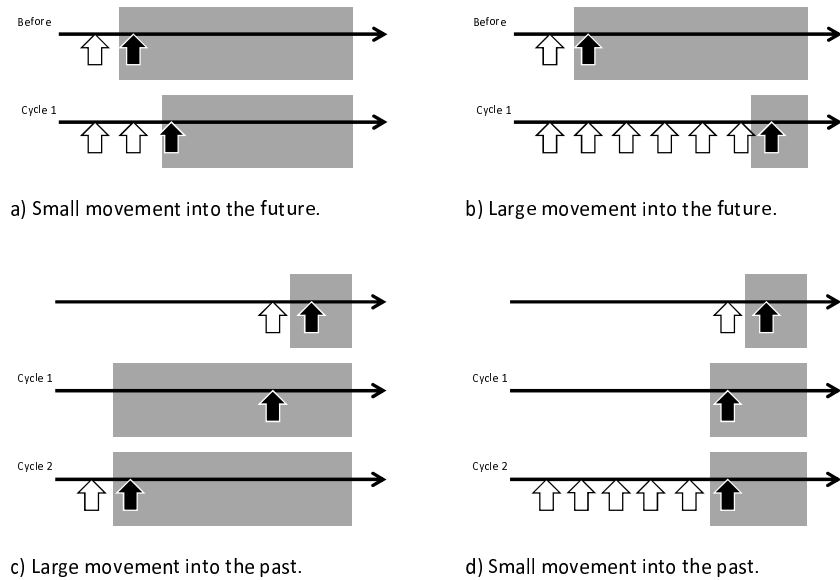 Before
Cycle 1
a) Small movement into the future.
Before
Cycle 1
b) Large movement into the future.
Cycle 1
Cycle 2
c) Large movement into the past.
Cycle 1
Cycle 2
d) Small movement into the past.